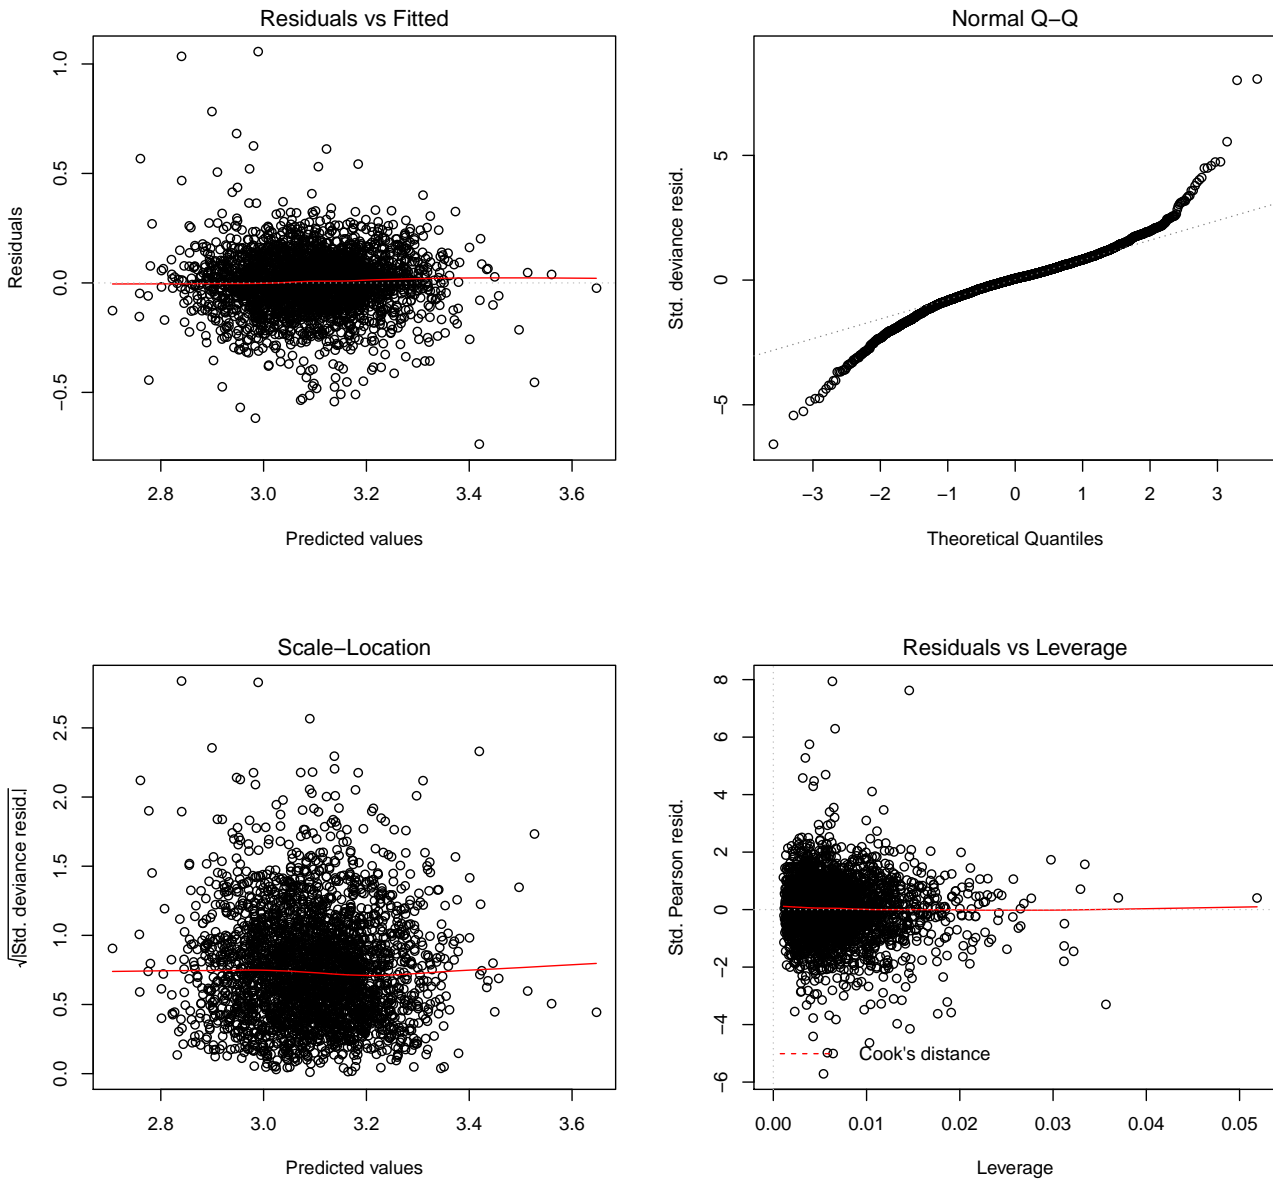 Residuals vs Fitted
Residuals
1.0
0.5
0.0
−0.5
2.8 3.0 3.2 3.4 3.6
Predicted values
Normal Q−Q
Std. deviance resid.
5
0
−5
−3 −2 −1 0 1 2 3
Theoretical Quantiles
Scale−Location
√|Std. deviance resid.|
2.5
2.0
1.5
1.0
0.5
0.0
2.8 3.0 3.2 3.4 3.6
Predicted values
Residuals vs Leverage
Std. Pearson resid.
8
6
4
2
0
−2
−4
−6
Cook's distance
0.00 0.01 0.02 0.03 0.04 0.05
Leverage